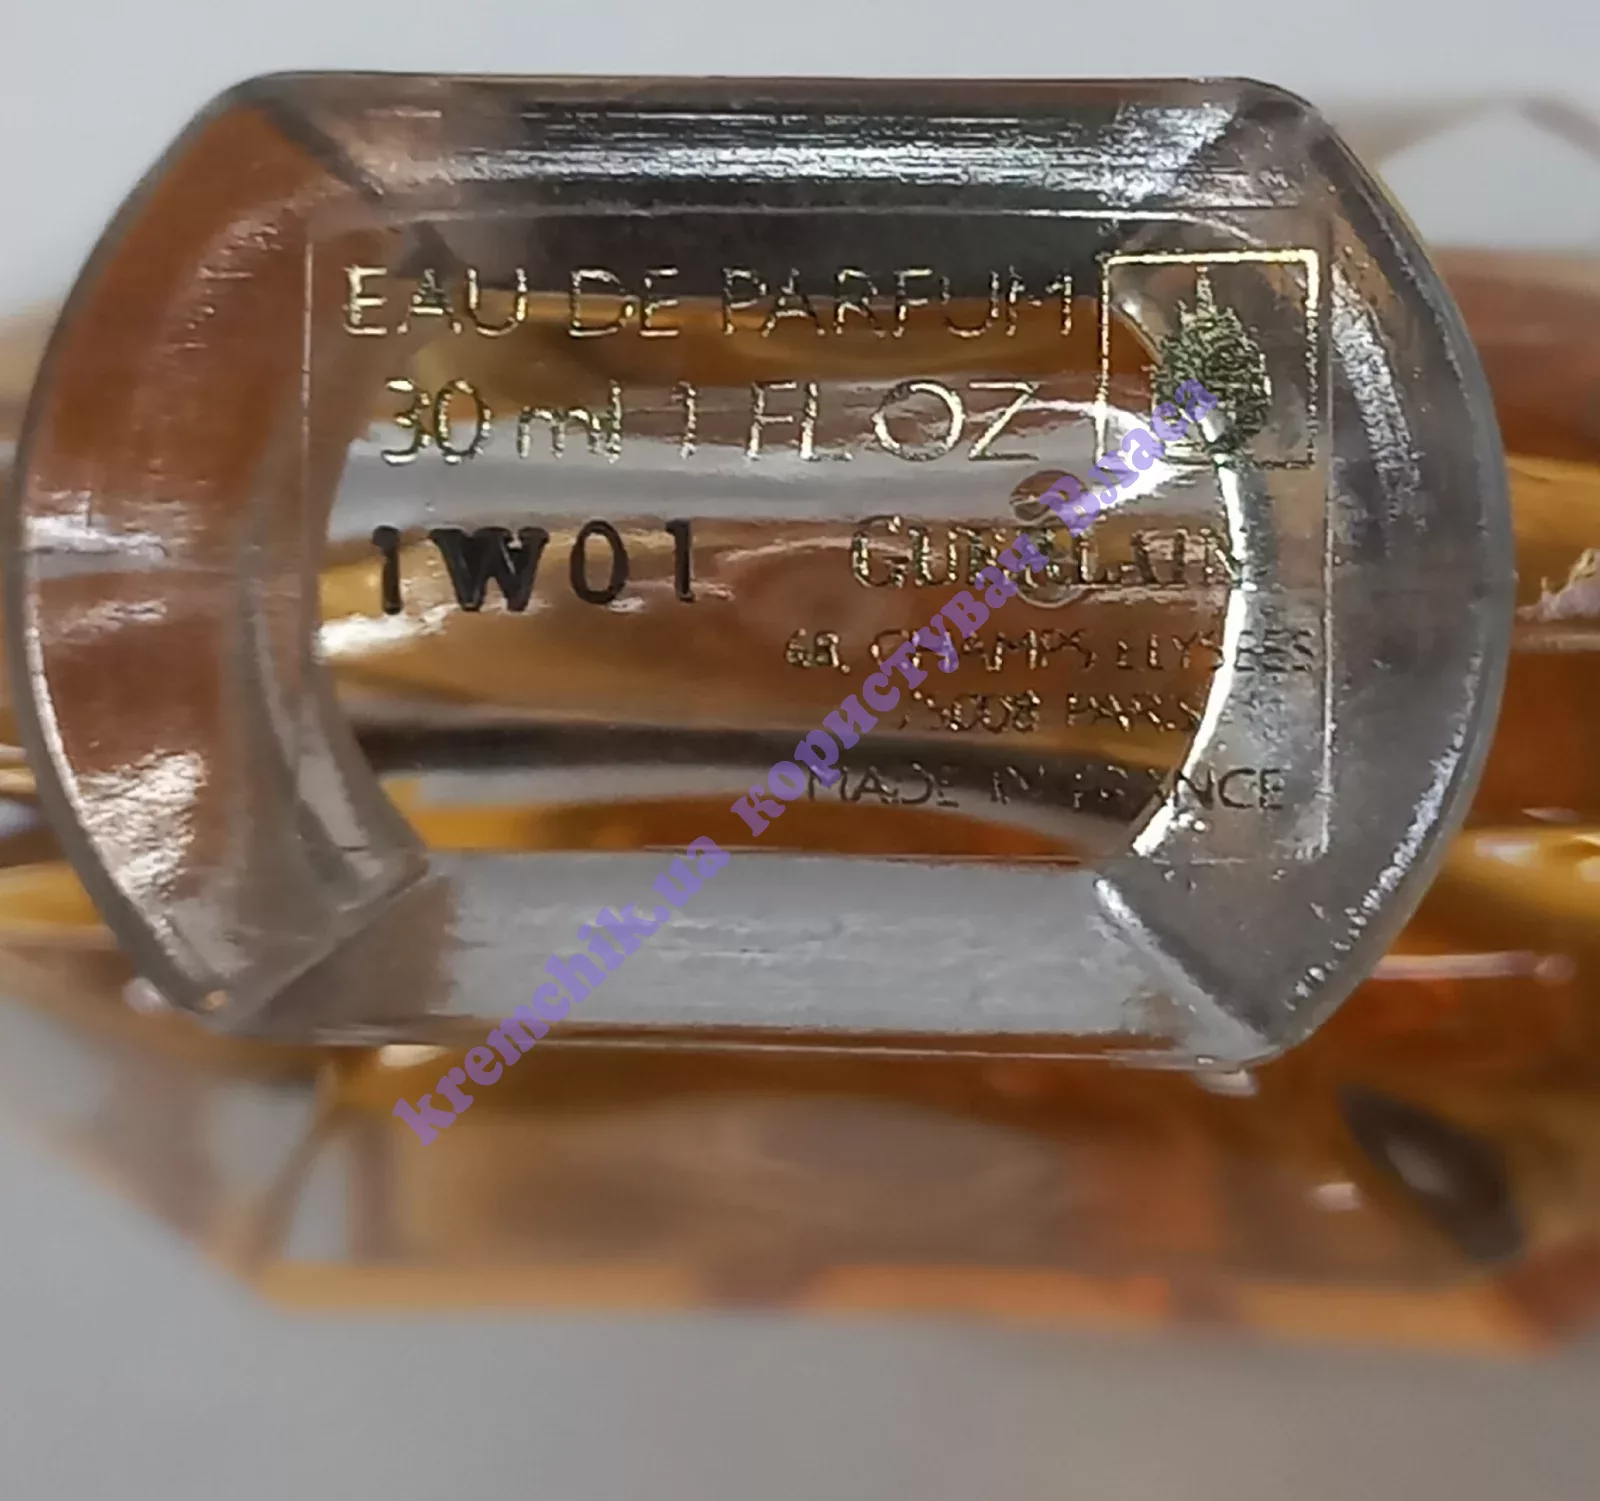 EAU DE PARFUM
30 ml 1 FL. OZ
1W01
GUERLAIN
68, CHAMPS ELYSEES
75008 PARIS
MADE IN FRANCE
kremchik.ua користувач Власа